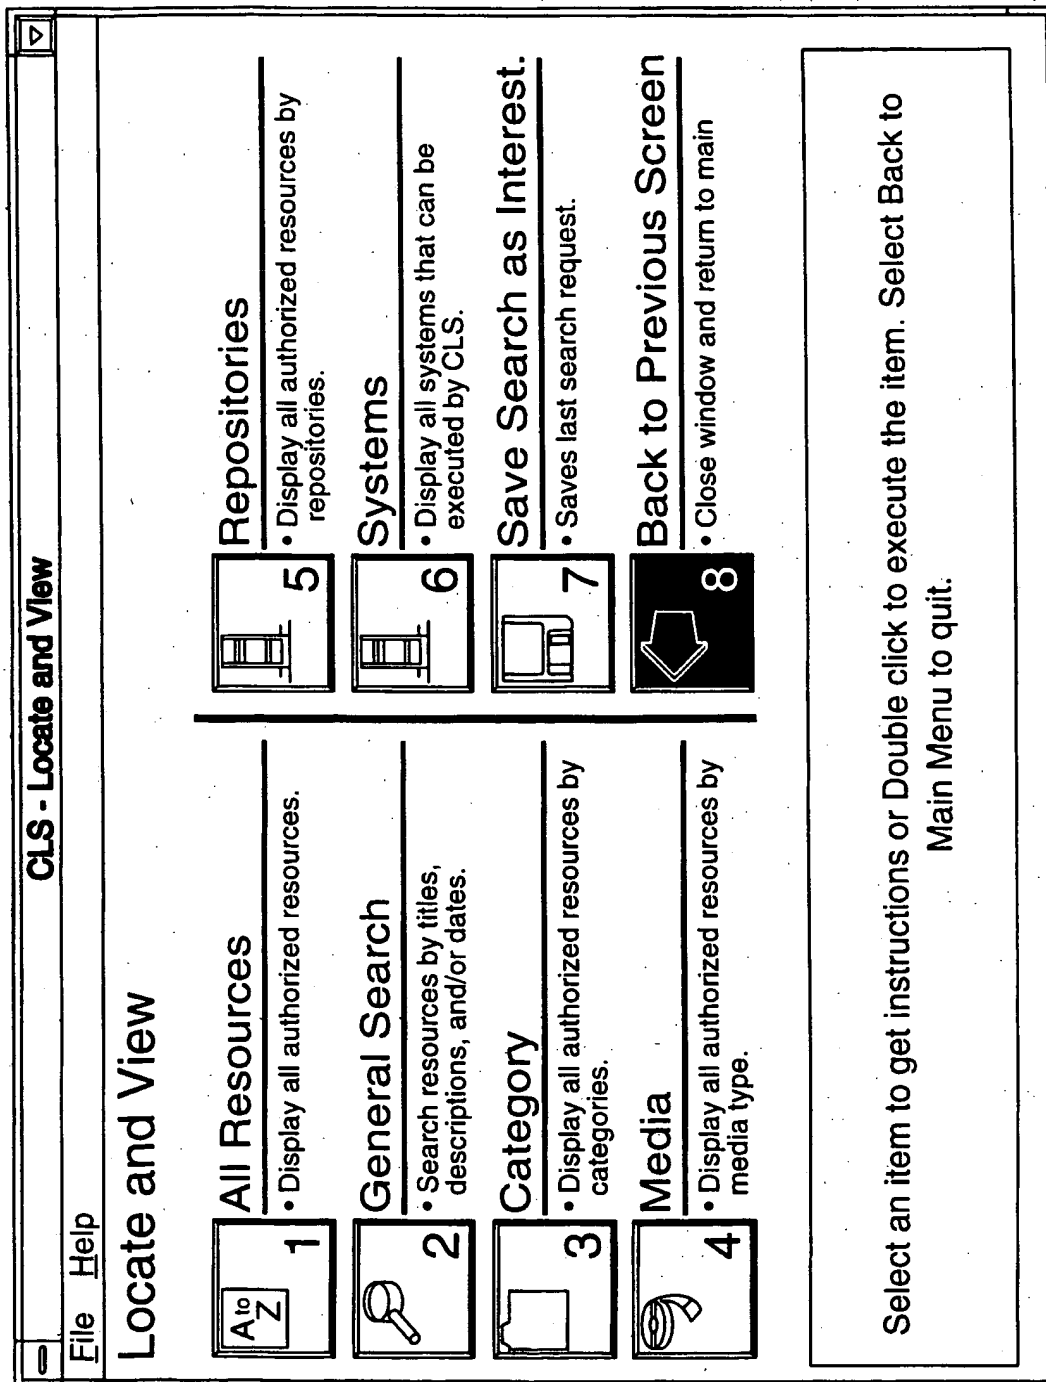 CLS - Locate and View
File Help
Locate and View
A to
Z
1
All Resources
• Display all authorized resources.
2
General Search
• Search resources by titles,
descriptions, and/or dates.
3
Category
• Display all authorized resources by
categories.
4
Media
• Display all authorized resources by
media type.
5
Repositories
• Display all authorized resources by
repositories.
6
Systems
• Display all systems that can be
executed by CLS.
7
Save Search as Interest.
• Saves last search request.
8
Back to Previous Screen
• Close window and return to main
Select an item to get instructions or Double click to execute the item. Select Back to
Main Menu to quit.